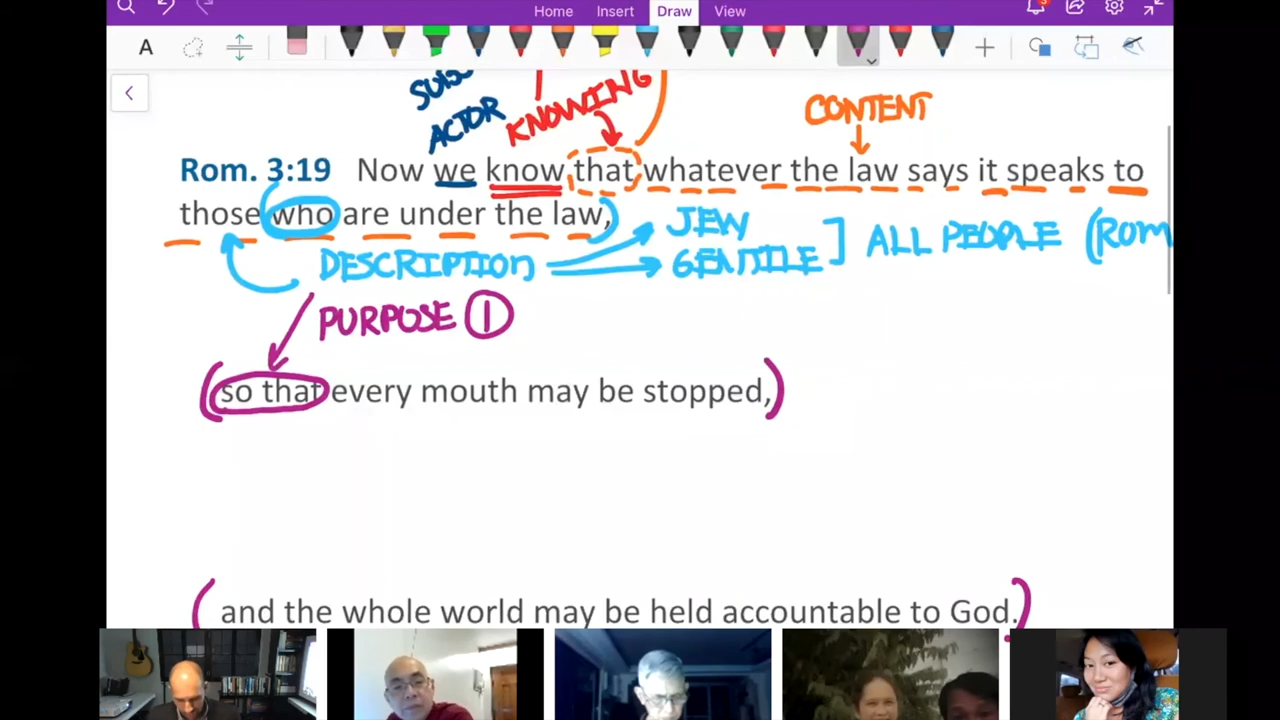 Home Insert Draw View
A
SUBJ
ACTOR
KNOWING
CONTENT
Rom. 3:19 Now we know that whatever the law says it speaks to
those who are under the law,
JEW
DESCRIPTION GENTILE ] ALL PEOPLE (Rom
PURPOSE 1
(so that every mouth may be stopped,)
(and the whole world may be held accountable to God.)